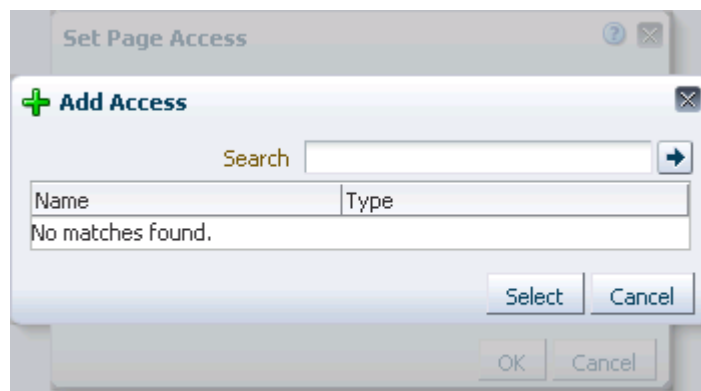 Set Page Access
Add Access
Search
Name Type
No matches found.
Select Cancel
OK Cancel